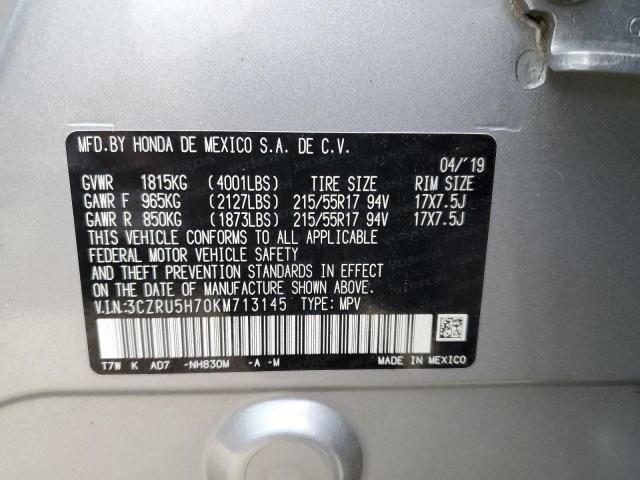 MFD.BY HONDA DE MEXICO S.A. DE C.V.
04/'19
GVWR 1815KG (4001LBS) TIRE SIZE RIM SIZE
GAWR F 965KG (2127LBS) 215/55R17 94V 17X7.5J
GAWR R 850KG (1873LBS) 215/55R17 94V 17X7.5J
THIS VEHICLE CONFORMS TO ALL APPLICABLE
FEDERAL MOTOR VEHICLE SAFETY
AND THEFT PREVENTION STANDARDS IN EFFECT
ON THE DATE OF MANUFACTURE SHOWN ABOVE.
V.I.N:3CZRU5H70KM713145 TYPE: MPV
T7W K AD7 -NH830M -A -M MADE IN MEXICO